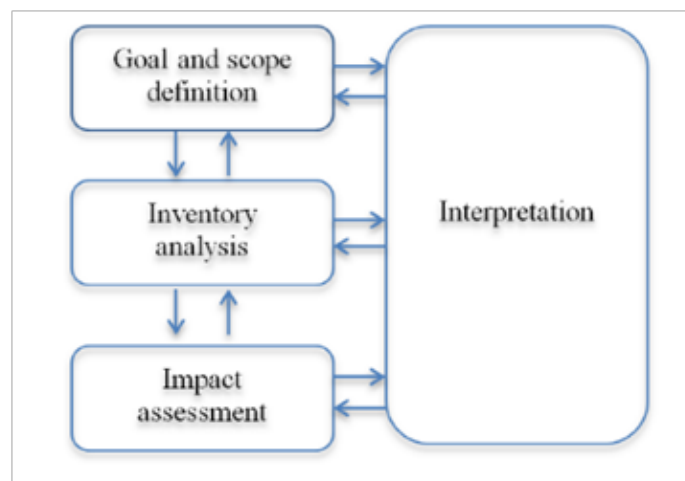 Goal and scope
definition
Inventory
analysis
Interpretation
Impact
assessment